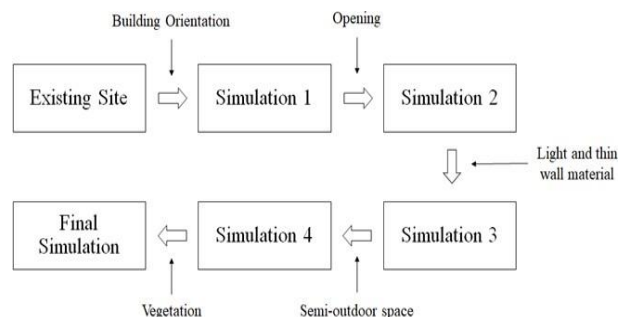 Building Orientation
Opening
Existing Site
Simulation 1
Simulation 2
Light and thin
wall material
Final
Simulation
Simulation 4
Simulation 3
Vegetation
Semi-outdoor space